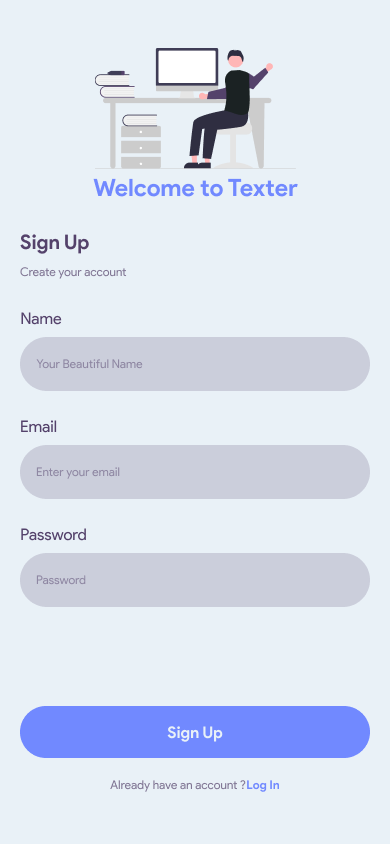 Welcome to Texter
Sign Up
Create your account
Name
Your Beautiful Name
Email
Enter your email
Password
Password
Sign Up
Already have an account ?Log In